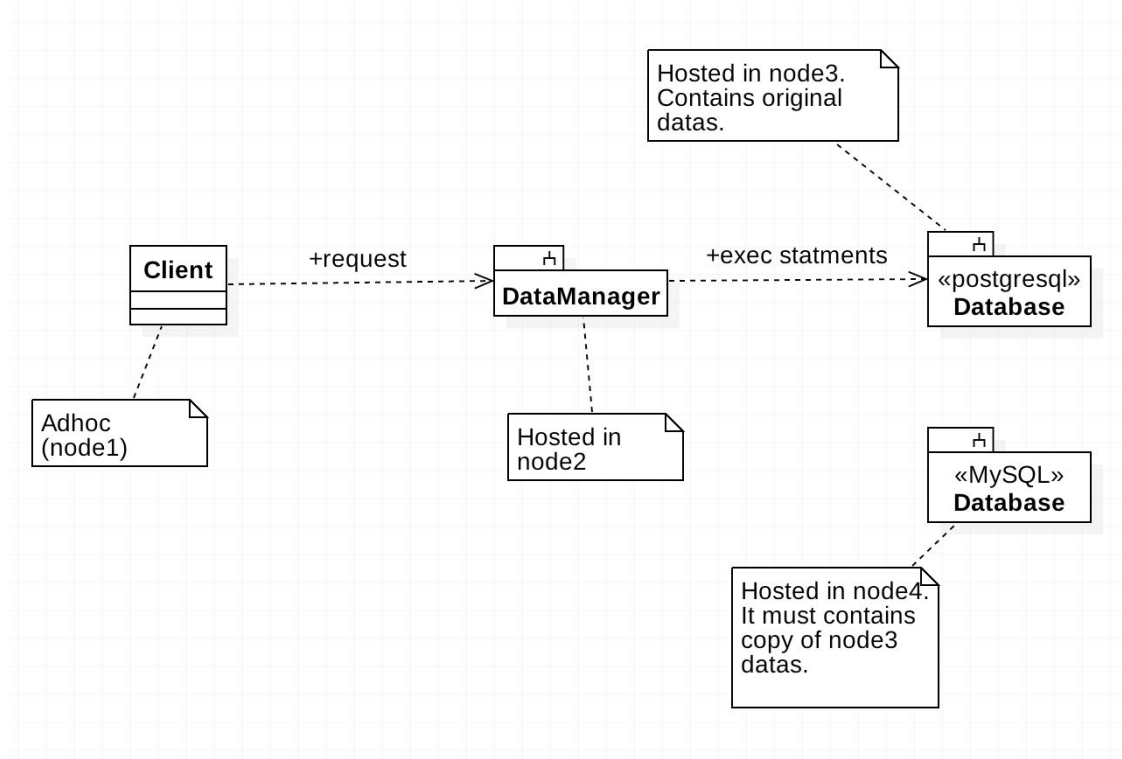 Hosted in node3.
Contains original
datas.
+request
+exec statments
Client
DataManager
«postgresql»
Database
Adhoc
(node1)
Hosted in
node2
«MySQL»
Database
Hosted in node4.
It must contains
copy of node3
datas.